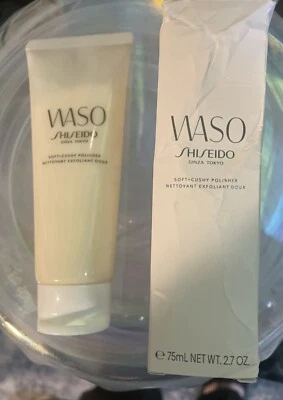 WASO
SHISEIDO
GINZA TOKYO
SOFT+CUSHY POLISHER
NETTOYANT EXFOLIANT DOUX
WASO
SHISEIDO
GINZA TOKYO
SOFT+CUSHY POLISHER
NETTOYANT EXFOLIANT DOUX
℮ 75mL NET WT. 2.7 OZ.